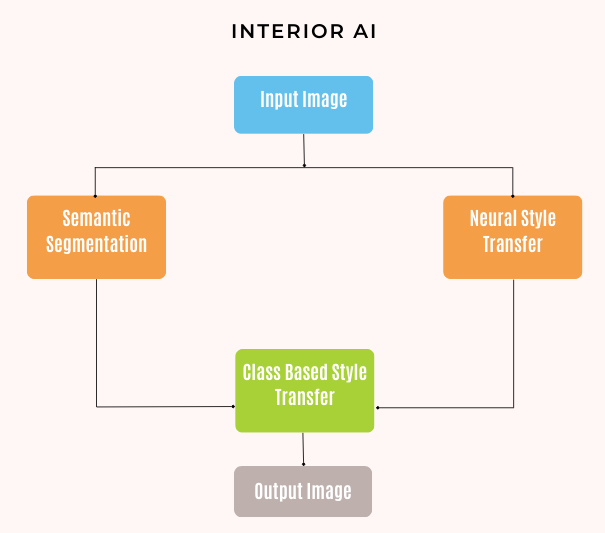 INTERIOR AI
Input Image
Semantic
Segmentation
Neural Style
Transfer
Class Based Style
Transfer
Output Image